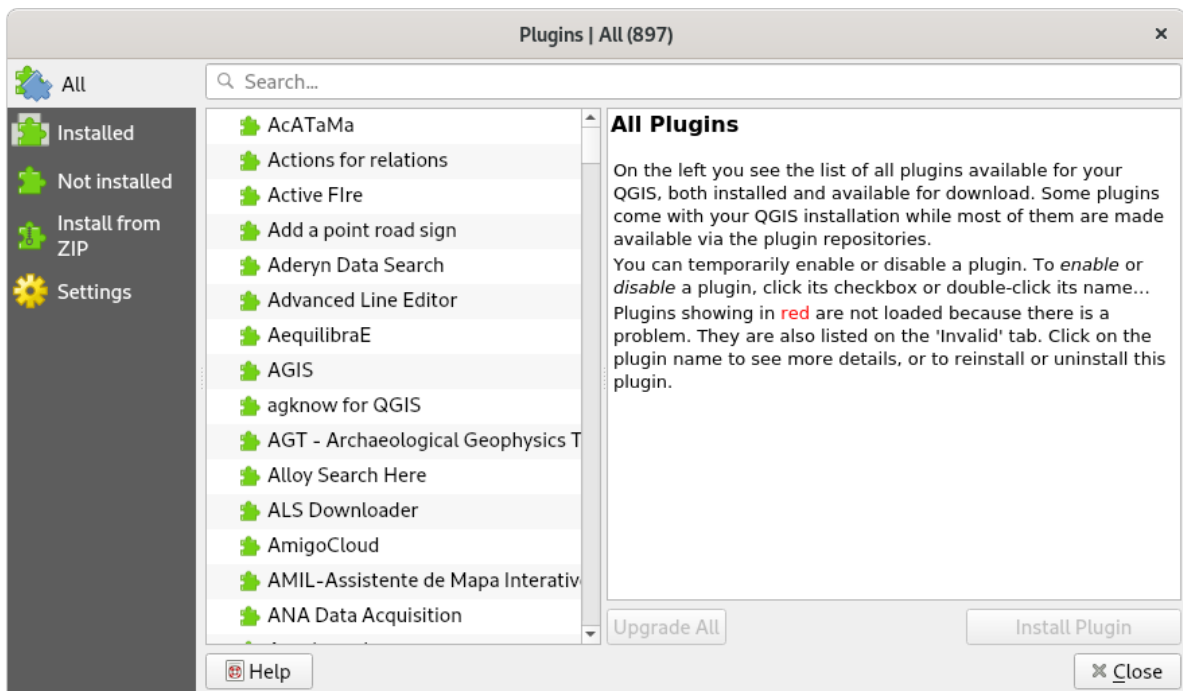 Plugins | All (897)
All
Installed
Not installed
Install from
ZIP
Settings
Search…
AcATaMa
Actions for relations
Active FIre
Add a point road sign
Aderyn Data Search
Advanced Line Editor
AequilibraE
AGIS
agknow for QGIS
AGT - Archaeological Geophysics T
Alloy Search Here
ALS Downloader
AmigoCloud
AMIL-Assistente de Mapa Interativ
ANA Data Acquisition
All Plugins
On the left you see the list of all plugins available for your
QGIS, both installed and available for download. Some plugins
come with your QGIS installation while most of them are made
available via the plugin repositories.
You can temporarily enable or disable a plugin. To enable or
disable a plugin, click its checkbox or double-click its name...
Plugins showing in red are not loaded because there is a
problem. They are also listed on the 'Invalid' tab. Click on the
plugin name to see more details, or to reinstall or uninstall this
plugin.
Upgrade All
Install Plugin
Help
Close